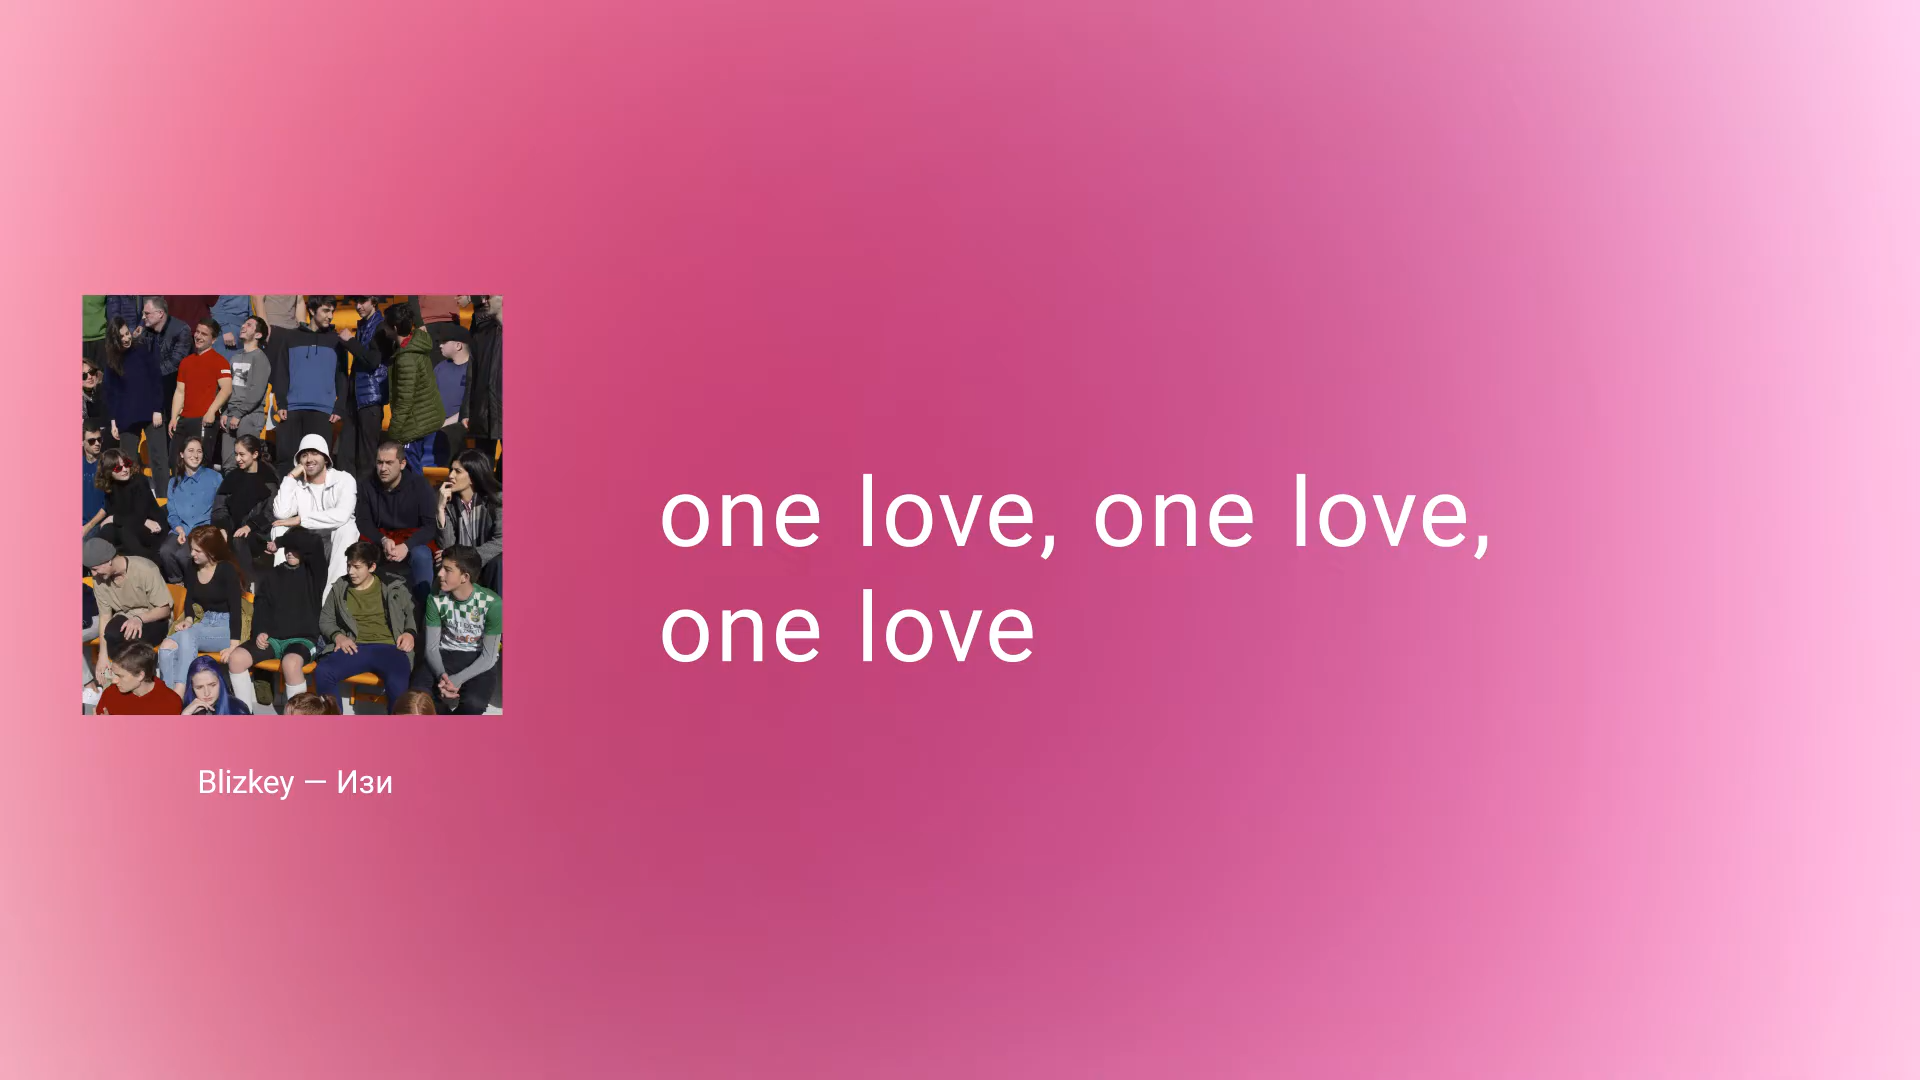 one love, one love,
one love
Blizkey — Изи